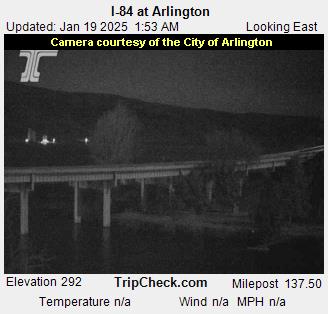 I-84 at Arlington
Updated: Jan 19 2025 1:53 AM Looking East
Camera courtesy of the City of Arlington
Elevation 292 TripCheck.com Milepost 137.50
Temperature n/a Wind n/a MPH n/a